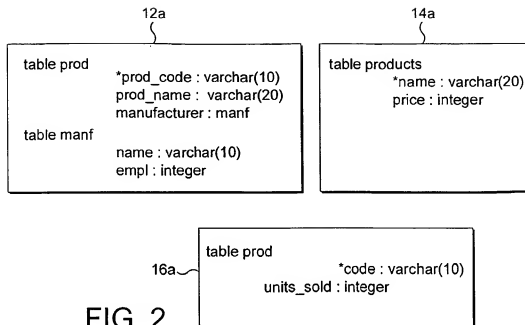 12a
14a
table prod
*prod_code : varchar(10)
prod_name : varchar(20)
manufacturer : manf
table manf
name : varchar(10)
empl : integer
table products
*name : varchar(20)
price : integer
16a
table prod
*code : varchar(10)
units_sold : integer
FIG. 2